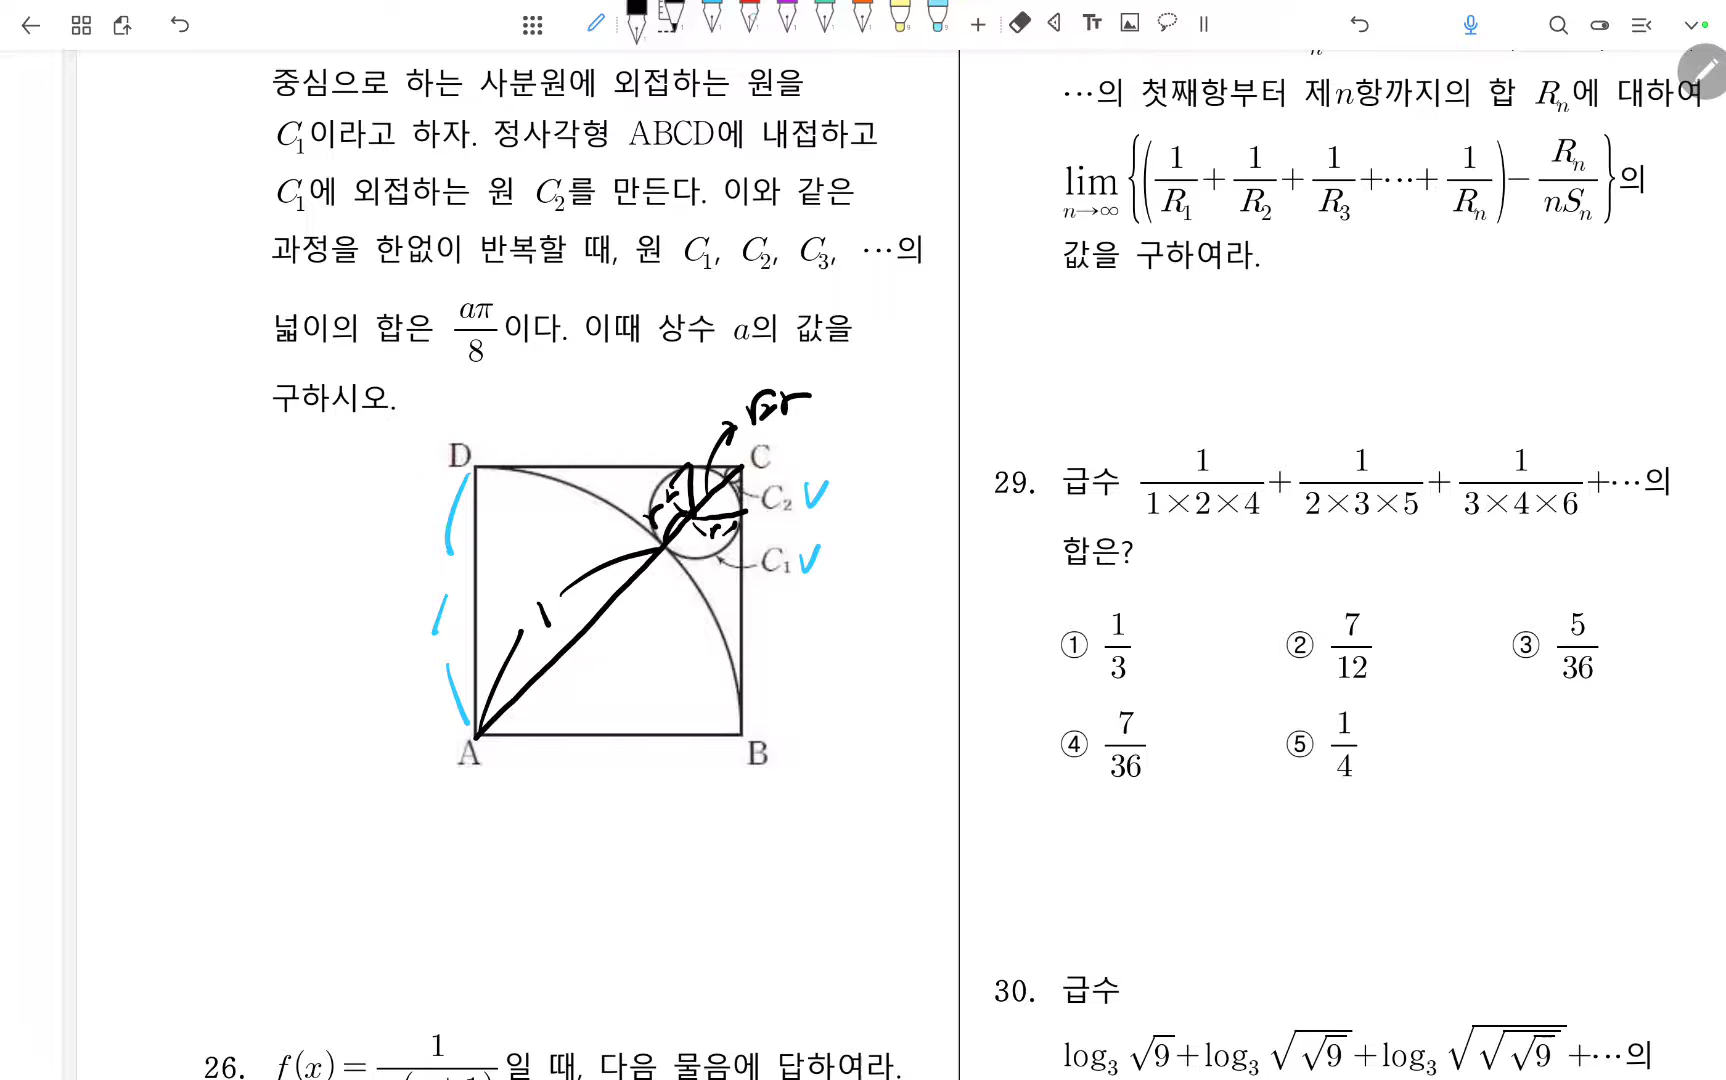 중심으로 하는 사분원에 외접하는 원을
C₁이라고 하자. 정사각형 ABCD에 내접하고
C₁에 외접하는 원 C₂를 만든다. 이와 같은
과정을 한없이 반복할 때, 원 C₁, C₂, C₃, ⋯의
넓이의 합은 aπ/8 이다. 이때 상수 a의 값을
구하시오.
√2r
D
C
r
r
C₂
r
C₁
1
1
A
B
26. f(x)= 1 일 때, 다음 물음에 답하여라.
⋯의 첫째항부터 제n항까지의 합 Rₙ에 대하여
lim n→∞ {(1/R₁ + 1/R₂ + 1/R₃ +⋯+ 1/Rₙ) − Rₙ/nSₙ}의
값을 구하여라.
29. 급수 1/(1×2×4) + 1/(2×3×5) + 1/(3×4×6) +⋯의
합은?
① 1/3 ② 7/12 ③ 5/36
④ 7/36 ⑤ 1/4
30. 급수
log₃ √9 + log₃ √√9 + log₃ √√√9 +⋯의